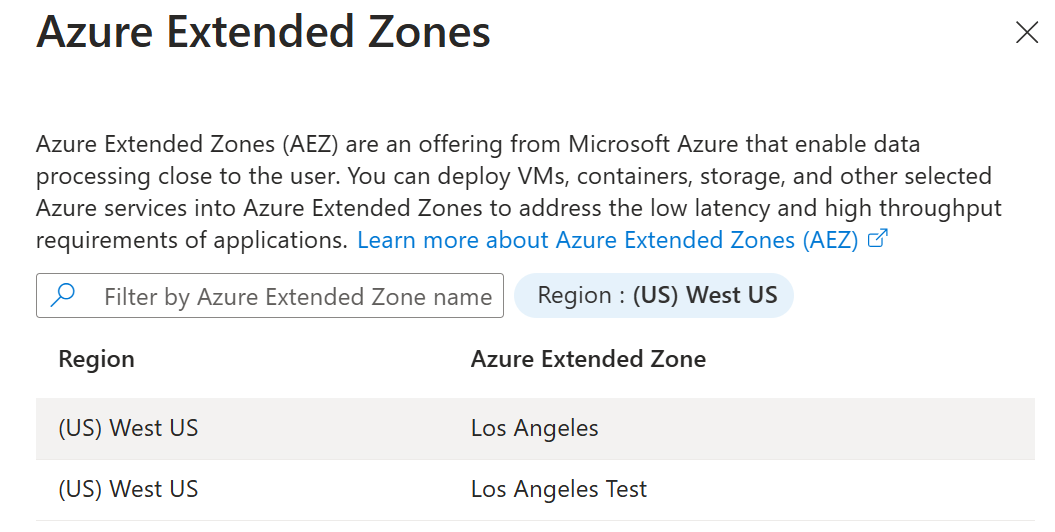 Azure Extended Zones
Azure Extended Zones (AEZ) are an offering from Microsoft Azure that enable data
processing close to the user. You can deploy VMs, containers, storage, and other selected
Azure services into Azure Extended Zones to address the low latency and high throughput
requirements of applications. Learn more about Azure Extended Zones (AEZ)
Filter by Azure Extended Zone name Region : (US) West US
Region Azure Extended Zone
(US) West US Los Angeles
(US) West US Los Angeles Test